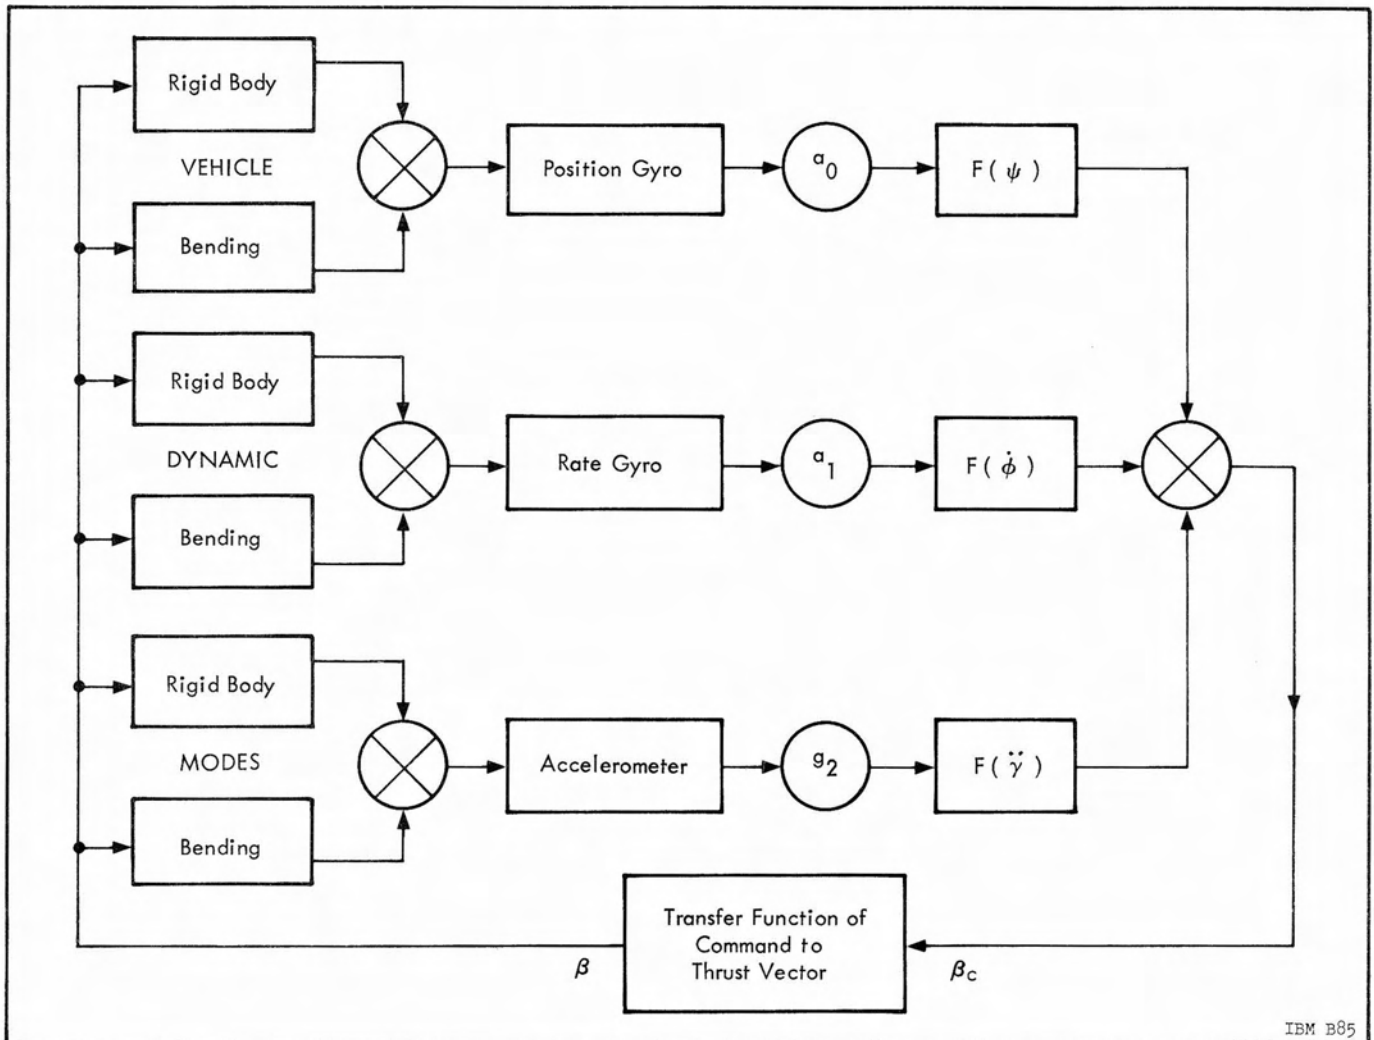 Rigid Body
VEHICLE
Bending
Position Gyro
a0
F( ψ )
Rigid Body
DYNAMIC
Bending
Rate Gyro
a1
F( φ̇ )
Rigid Body
MODES
Bending
Accelerometer
g2
F( γ̈ )
Transfer Function of
Command to
Thrust Vector
β
βc
IBM B85